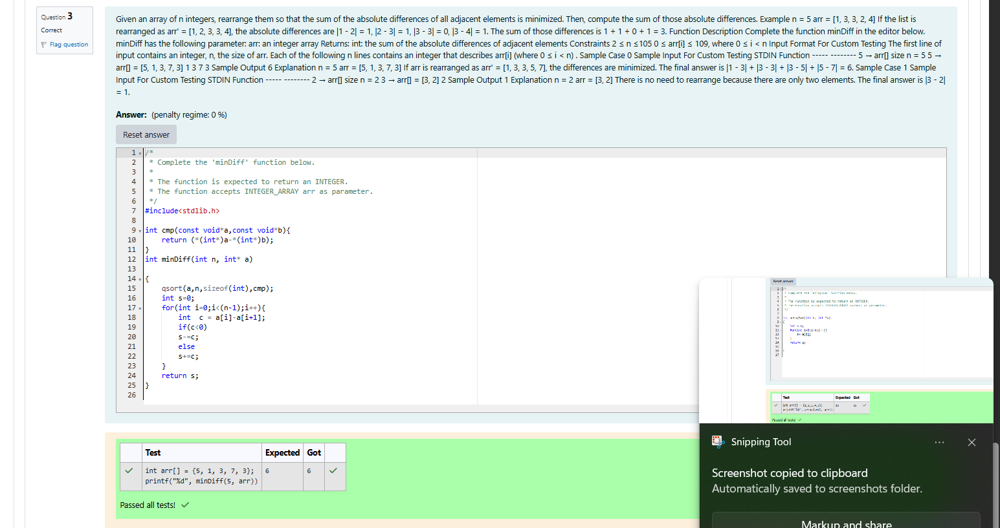 Question 3
Correct
Flag question
Given an array of n integers, rearrange them so that the sum of the absolute differences of all adjacent elements is minimized. Then, compute the sum of those absolute differences. Example n = 5 arr = [1, 3, 3, 2, 4] If the list is
rearranged as arr' = [1, 2, 3, 3, 4], the absolute differences are |1 - 2| = 1, |2 - 3| = 1, |3 - 3| = 0, |3 - 4| = 1. The sum of those differences is 1 + 1 + 0 + 1 = 3. Function Description Complete the function minDiff in the editor below.
minDiff has the following parameter: arr: an integer array Returns: int: the sum of the absolute differences of adjacent elements Constraints 2 ≤ n ≤105 0 ≤ arr[i] ≤ 109, where 0 ≤ i < n Input Format For Custom Testing The first line of
input contains an integer, n, the size of arr. Each of the following n lines contains an integer that describes arr[i] (where 0 ≤ i < n) . Sample Case 0 Sample Input For Custom Testing STDIN Function ----- -------- 5 → arr[] size n = 5 5 →
arr[] = [5, 1, 3, 7, 3] 1 3 7 3 Sample Output 6 Explanation n = 5 arr = [5, 1, 3, 7, 3] If arr is rearranged as arr' = [1, 3, 3, 5, 7], the differences are minimized. The final answer is |1 - 3| + |3 - 3| + |3 - 5| + |5 - 7| = 6. Sample Case 1 Sample
Input For Custom Testing STDIN Function ----- -------- 2 → arr[] size n = 2 3 → arr[] = [3, 2] 2 Sample Output 1 Explanation n = 2 arr = [3, 2] There is no need to rearrange because there are only two elements. The final answer is |3 - 2|
= 1.
Answer: (penalty regime: 0 %)
Reset answer
1 /*
2 * Complete the 'minDiff' function below.
3 *
4 * The function is expected to return an INTEGER.
5 * The function accepts INTEGER_ARRAY arr as parameter.
6 */
7 #include<stdlib.h>
8
9 int cmp(const void*a,const void*b){
10 return (*(int*)a-*(int*)b);
11 }
12 int minDiff(int n, int* a)
13
14 {
15 qsort(a,n,sizeof(int),cmp);
16 int s=0;
17 for(int i=0;i<(n-1);i++){
18 int c = a[i]-a[i+1];
19 if(c<0)
20 s-=c;
21 else
22 s+=c;
23 }
24 return s;
25 }
26
Test Expected Got
int arr[] = {5, 1, 3, 7, 3}; 6 6
printf("%d", minDiff(5, arr))
Passed all tests!
Reset answer
Test Expected Got
Passed all tests!
Snipping Tool
Screenshot copied to clipboard
Automatically saved to screenshots folder.
Markup and share